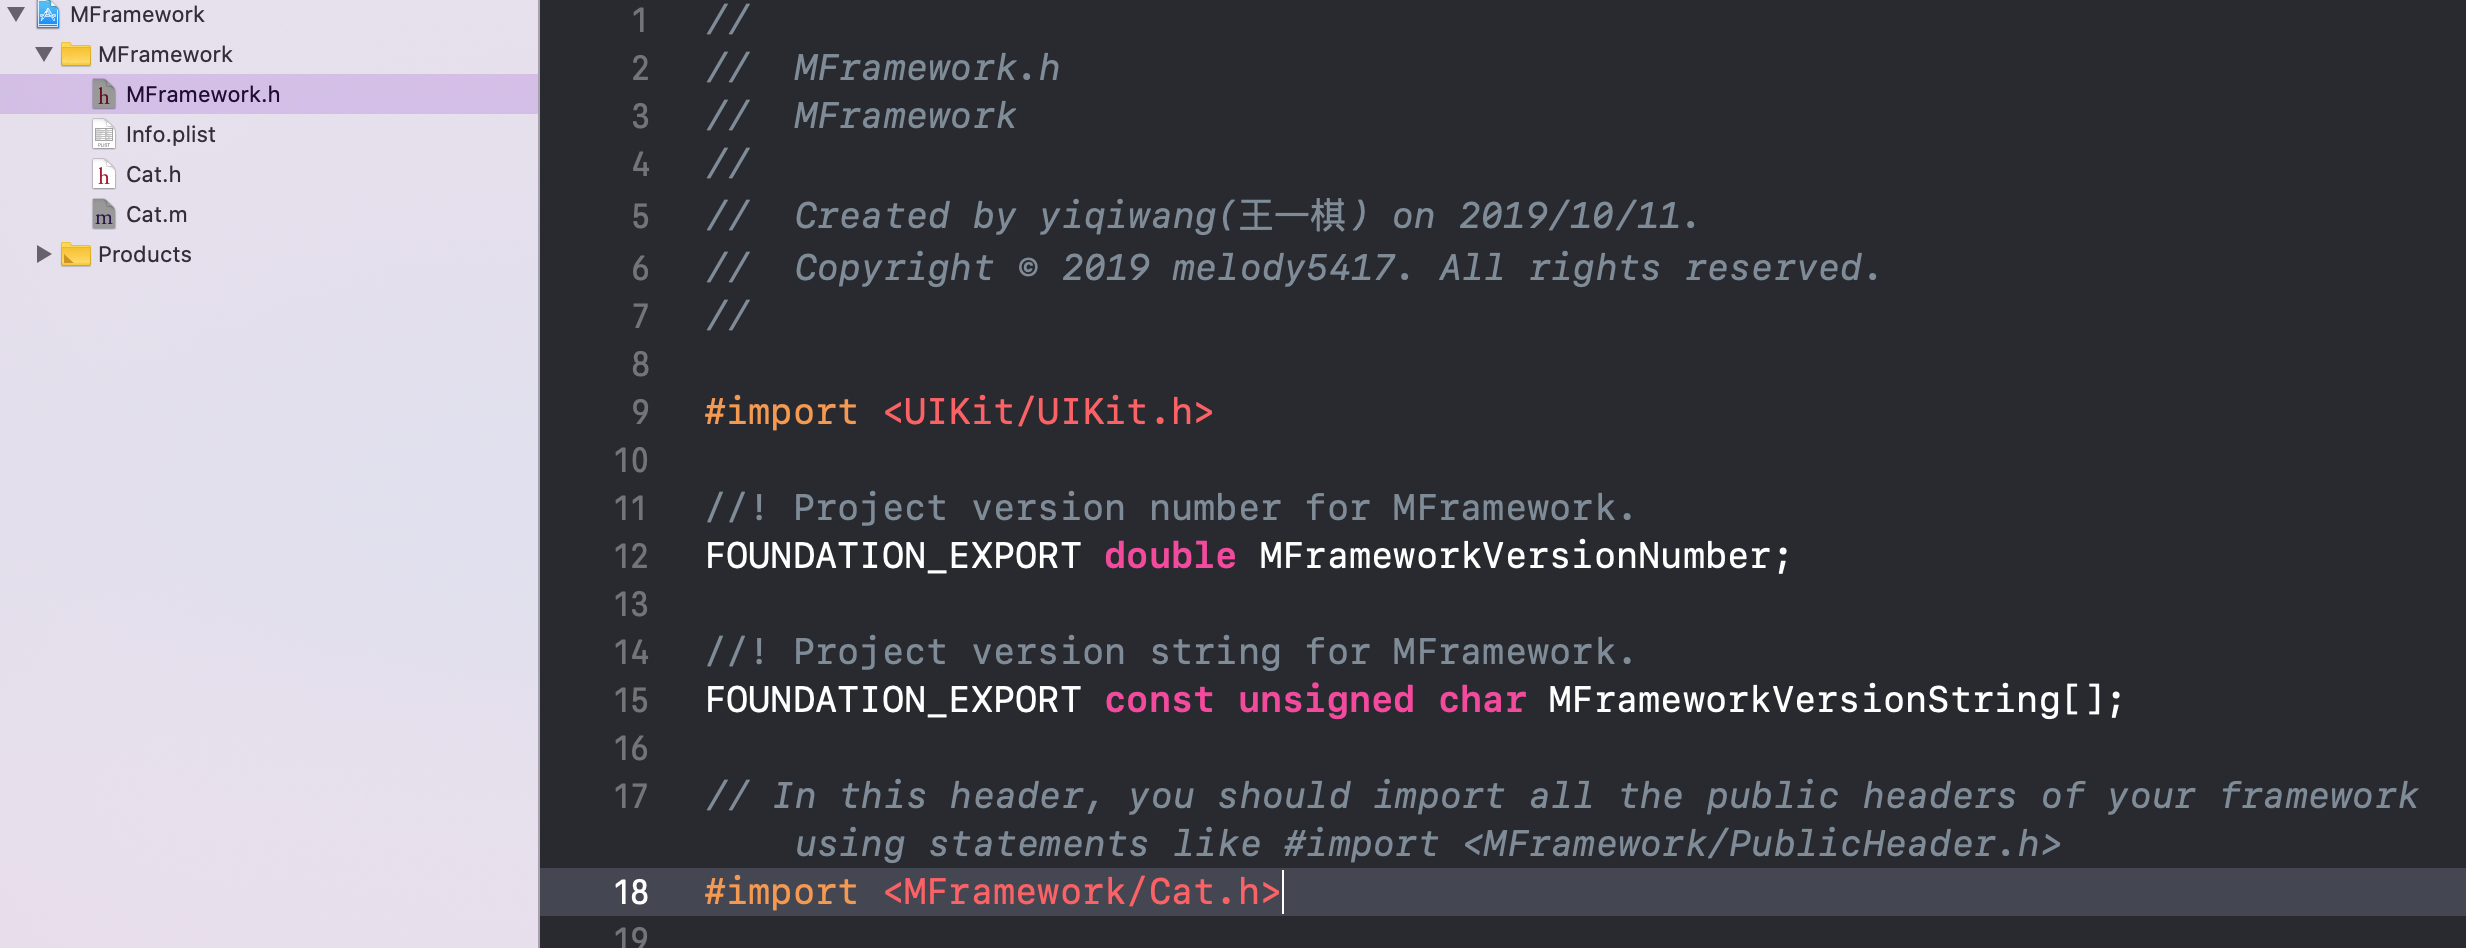 MFramework
MFramework
MFramework.h
Info.plist
Cat.h
Cat.m
Products
1 //
2 //  MFramework.h
3 //  MFramework
4 //
5 //  Created by yiqiwang(王一棋) on 2019/10/11.
6 //  Copyright © 2019 melody5417. All rights reserved.
7 //
8
9 #import <UIKit/UIKit.h>
10
11 //! Project version number for MFramework.
12 FOUNDATION_EXPORT double MFrameworkVersionNumber;
13
14 //! Project version string for MFramework.
15 FOUNDATION_EXPORT const unsigned char MFrameworkVersionString[];
16
17 // In this header, you should import all the public headers of your framework
using statements like #import <MFramework/PublicHeader.h>
18 #import <MFramework/Cat.h>
19